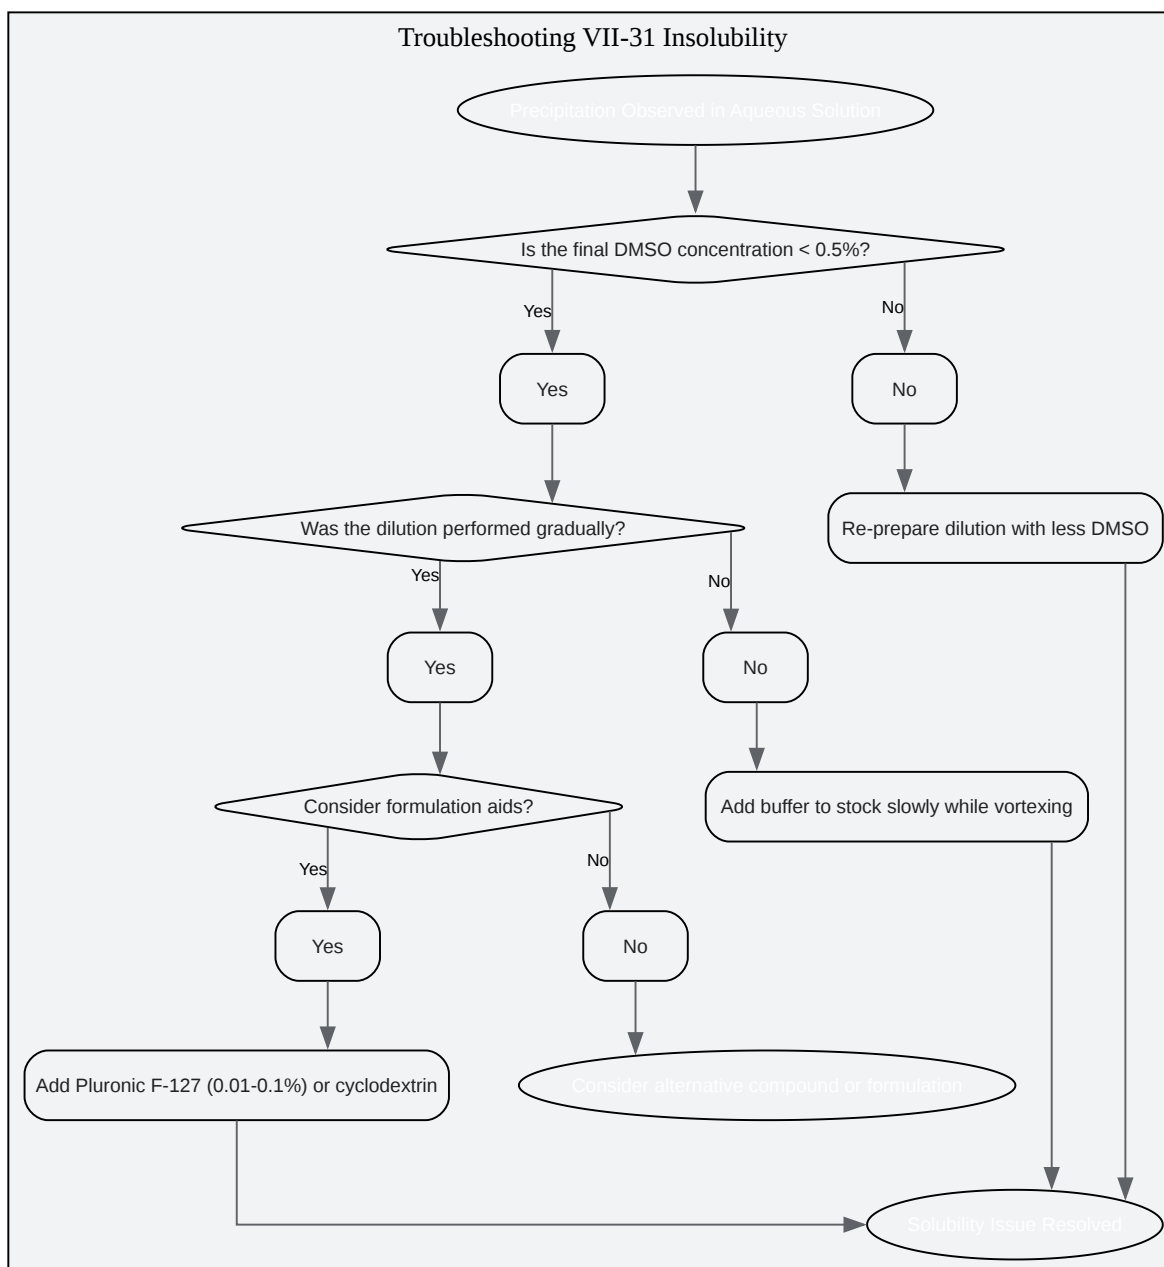 Troubleshooting VII-31 Insolubility
Precipitation Observed in Aqueous Solution
Is the final DMSO concentration < 0.5%?
Yes
No
Yes
No
Was the dilution performed gradually?
Re-prepare dilution with less DMSO
Yes
No
Yes
No
Consider formulation aids?
Add buffer to stock slowly while vortexing
Yes
No
Yes
No
Add Pluronic F-127 (0.01-0.1%) or cyclodextrin
Consider alternative compound or formulation
Solubility Issue Resolved